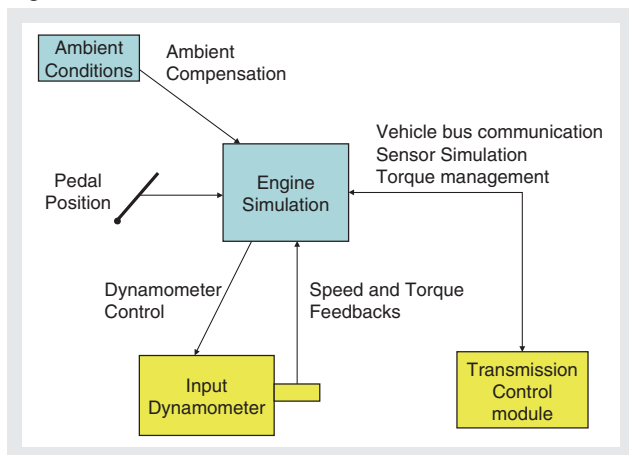 Ambient
Conditions
Ambient
Compensation
Vehicle bus communication
Sensor Simulation
Torque management
Pedal
Position
Engine
Simulation
Dynamometer
Control
Speed and Torque
Feedbacks
Input
Dynamometer
Transmission
Control
module